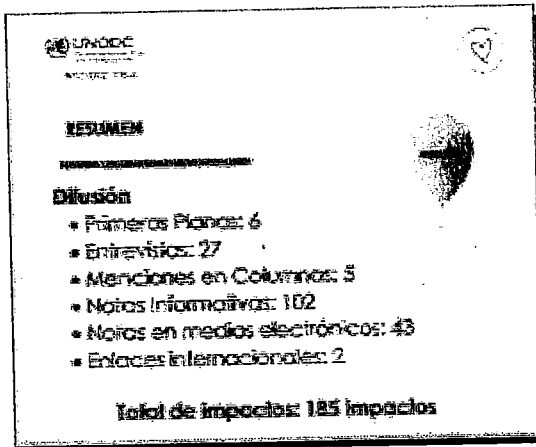 UNODC
RESUMEN
Difusión
• Primeras Planas: 6
• Entrevistas: 27
• Menciones en Columnas: 5
• Notas Informativas: 102
• Notas en medios electrónicos: 43
• Enlaces internacionales: 2
Total de impactos: 185 impactos